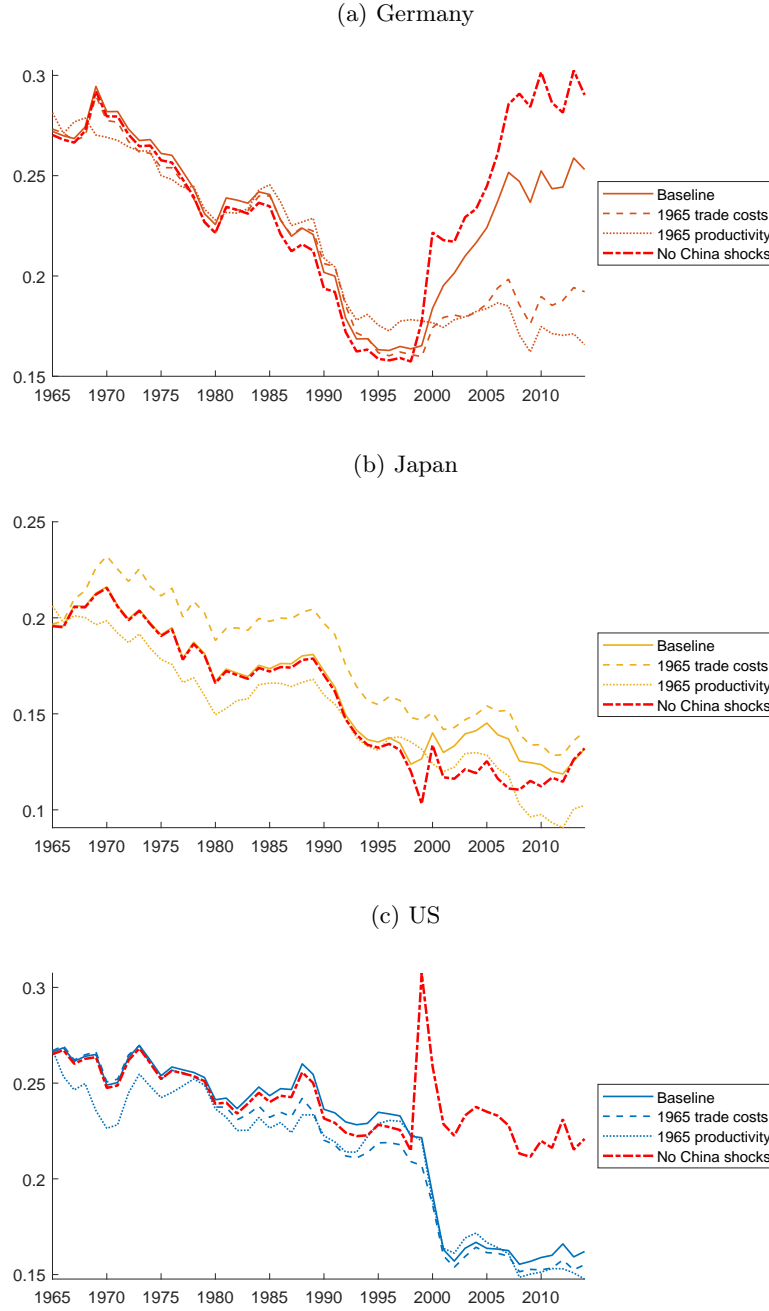 (a) Germany
0.3
0.25
0.2
0.15
1965 1970 1975 1980 1985 1990 1995 2000 2005 2010
Baseline
1965 trade costs
1965 productivity
No China shocks
(b) Japan
0.25
0.2
0.15
0.1
1965 1970 1975 1980 1985 1990 1995 2000 2005 2010
Baseline
1965 trade costs
1965 productivity
No China shocks
(c) US
0.3
0.25
0.2
0.15
1965 1970 1975 1980 1985 1990 1995 2000 2005 2010
Baseline
1965 trade costs
1965 productivity
No China shocks